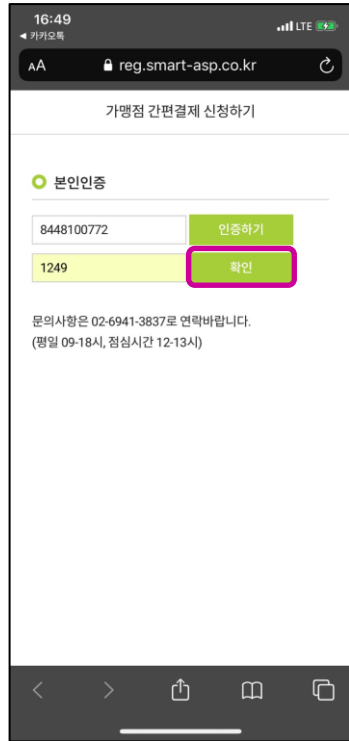 16:49
LTE
◀ 카카오톡
AA reg.smart-asp.co.kr
가맹점 간편결제 신청하기
본인인증
8448100772 인증하기
1249 확인
문의사항은 02-6941-3837로 연락바랍니다.
(평일 09-18시, 점심시간 12-13시)